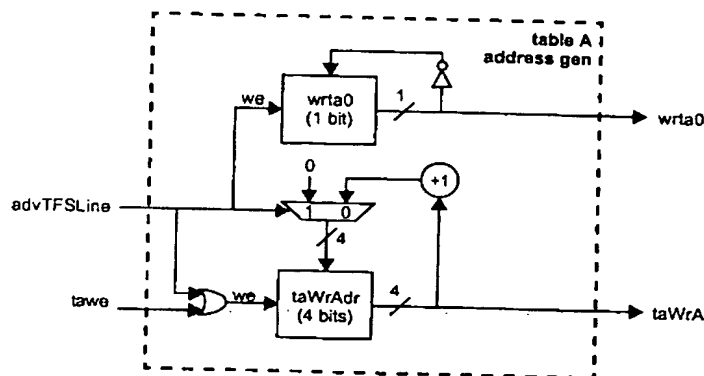 table A
address gen
we
wrta0
(1 bit)
1
wrta0
0
+1
advTFSLine
1 0
4
tawe
we
taWrAdr
(4 bits)
4
taWrA